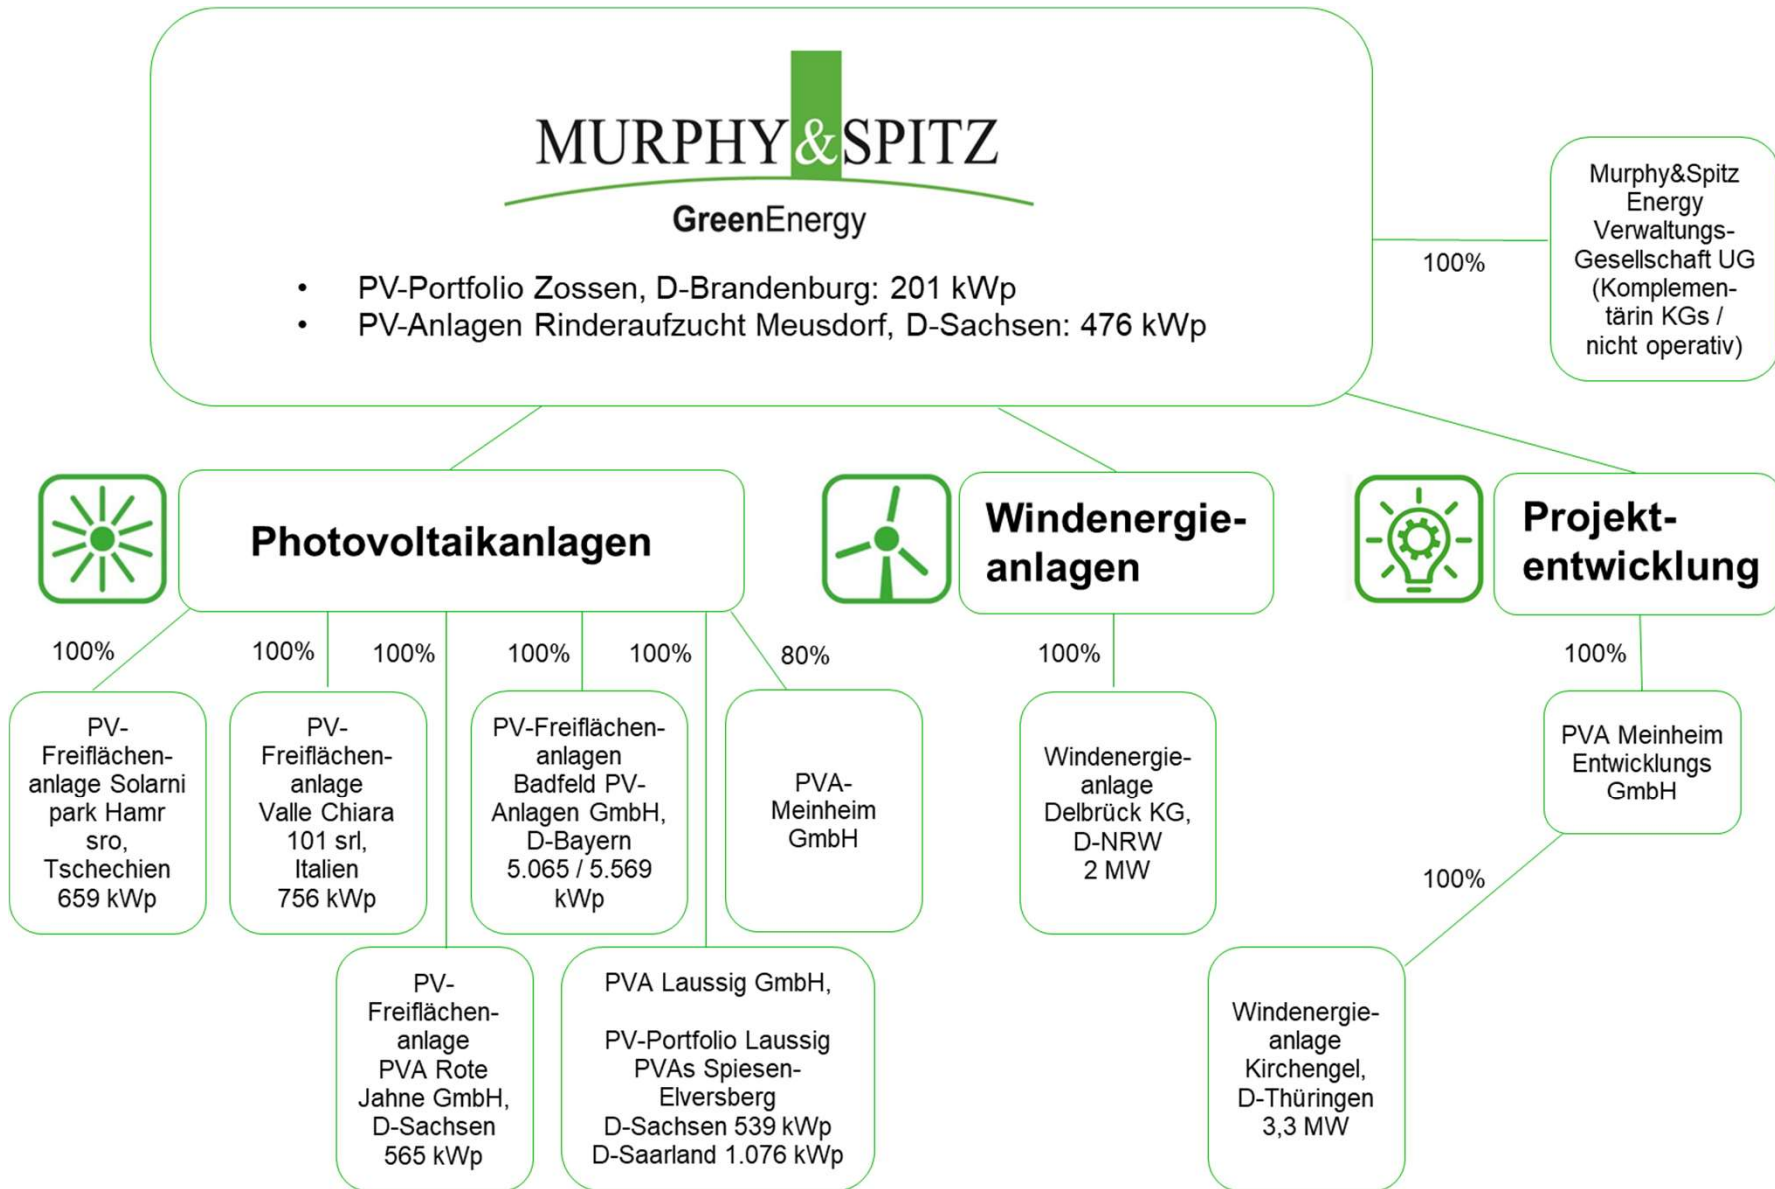 MURPHY & SPITZ
GreenEnergy
• PV-Portfolio Zossen, D-Brandenburg: 201 kWp
• PV-Anlagen Rinderaufzucht Meusdorf, D-Sachsen: 476 kWp
100%
Murphy&Spitz
Energy
Verwaltungs-
Gesellschaft UG
(Komplemen-
tärin KGs /
nicht operativ)
Photovoltaikanlagen
Windenergie-
anlagen
Projekt-
entwicklung
100%
100%
100%
100%
100%
80%
100%
100%
PV-
Freiflächen-
anlage Solarni
park Hamr
sro,
Tschechien
659 kWp
PV-
Freiflächen-
anlage
Valle Chiara
101 srl,
Italien
756 kWp
PV-Freiflächen-
anlagen
Badfeld PV-
Anlagen GmbH,
D-Bayern
5.065 / 5.569
kWp
PVA-
Meinheim
GmbH
Windenergie-
anlage
Delbrück KG,
D-NRW
2 MW
PVA Meinheim
Entwicklungs
GmbH
100%
PV-
Freiflächen-
anlage
PVA Rote
Jahne GmbH,
D-Sachsen
565 kWp
PVA Laussig GmbH,
PV-Portfolio Laussig
PVAs Spiesen-
Elversberg
D-Sachsen 539 kWp
D-Saarland 1.076 kWp
Windenergie-
anlage
Kirchengel,
D-Thüringen
3,3 MW